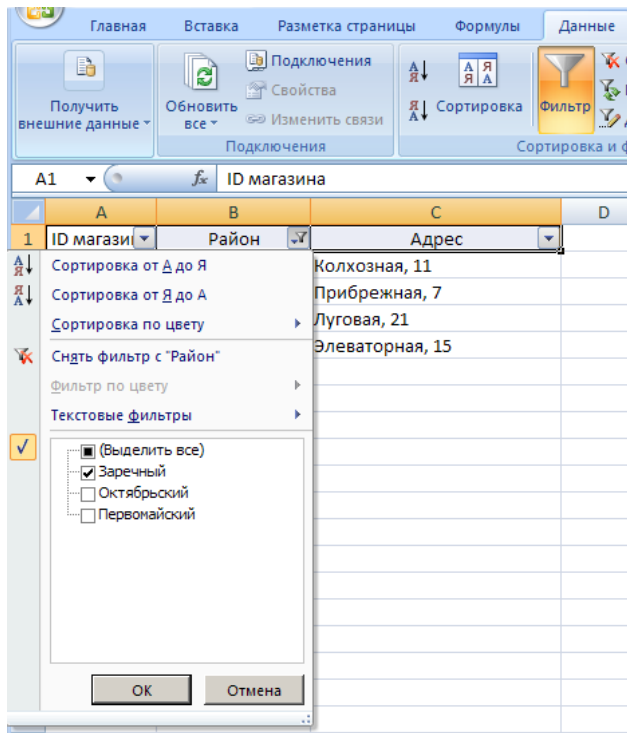 Главная Вставка Разметка страницы Формулы Данные
Получить внешние данные
Обновить все
Подключения
Свойства
Изменить связи
Подключения
А Я
Я А
А Я
Я А
Сортировка
Фильтр
Сортировка и ф
A1 fx ID магазина
A B C D
1 ID магази Район Адрес
Сортировка от А до Я
Сортировка от Я до А
Сортировка по цвету
Снять фильтр с "Район"
Фильтр по цвету
Текстовые фильтры
(Выделить все)
Заречный
Октябрьский
Первомайский
ОК Отмена
Колхозная, 11
Прибрежная, 7
Луговая, 21
Элеваторная, 15